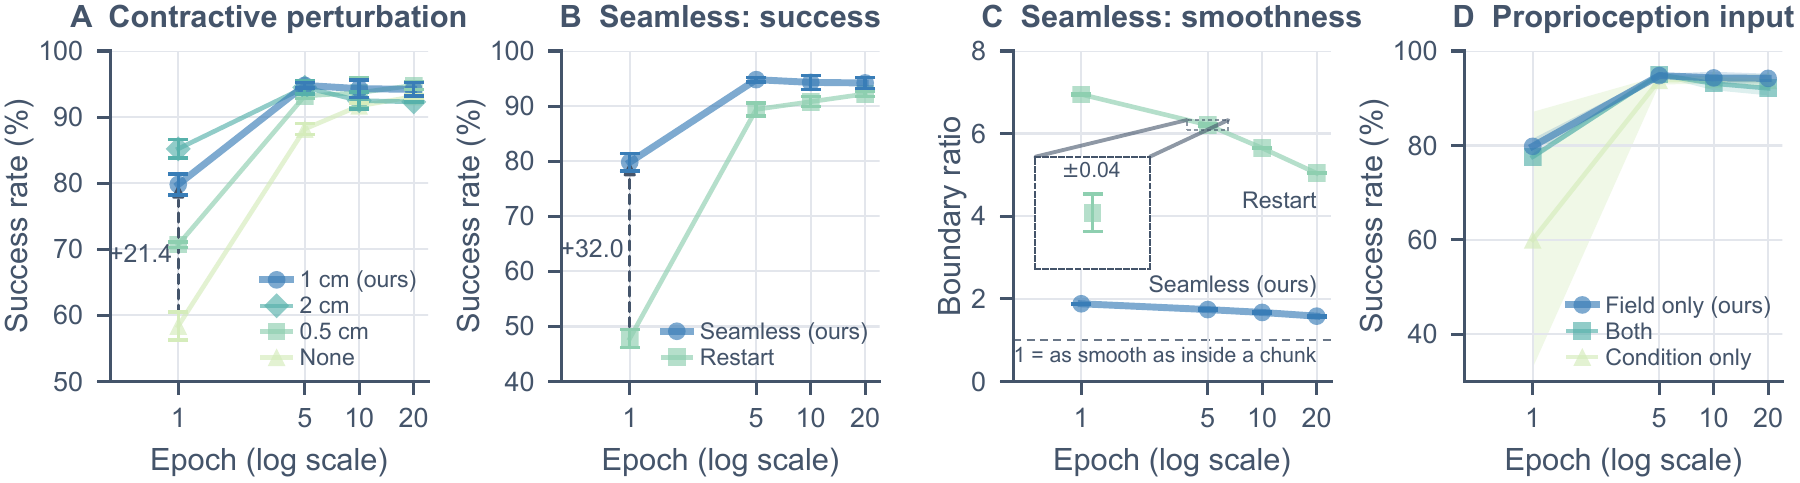 A Contractive perturbation
Success rate (%)
100
90
80
70
60
50
+21.4
1 cm (ours)
2 cm
0.5 cm
None
1 5 10 20
Epoch (log scale)
B Seamless: success
Success rate (%)
100
90
80
70
60
50
40
+32.0
Seamless (ours)
Restart
1 5 10 20
Epoch (log scale)
C Seamless: smoothness
Boundary ratio
8
6
4
2
0
±0.04
Restart
Seamless (ours)
1 = as smooth as inside a chunk
1 5 10 20
Epoch (log scale)
D Proprioception input
Success rate (%)
100
80
60
40
Field only (ours)
Both
Condition only
1 5 10 20
Epoch (log scale)